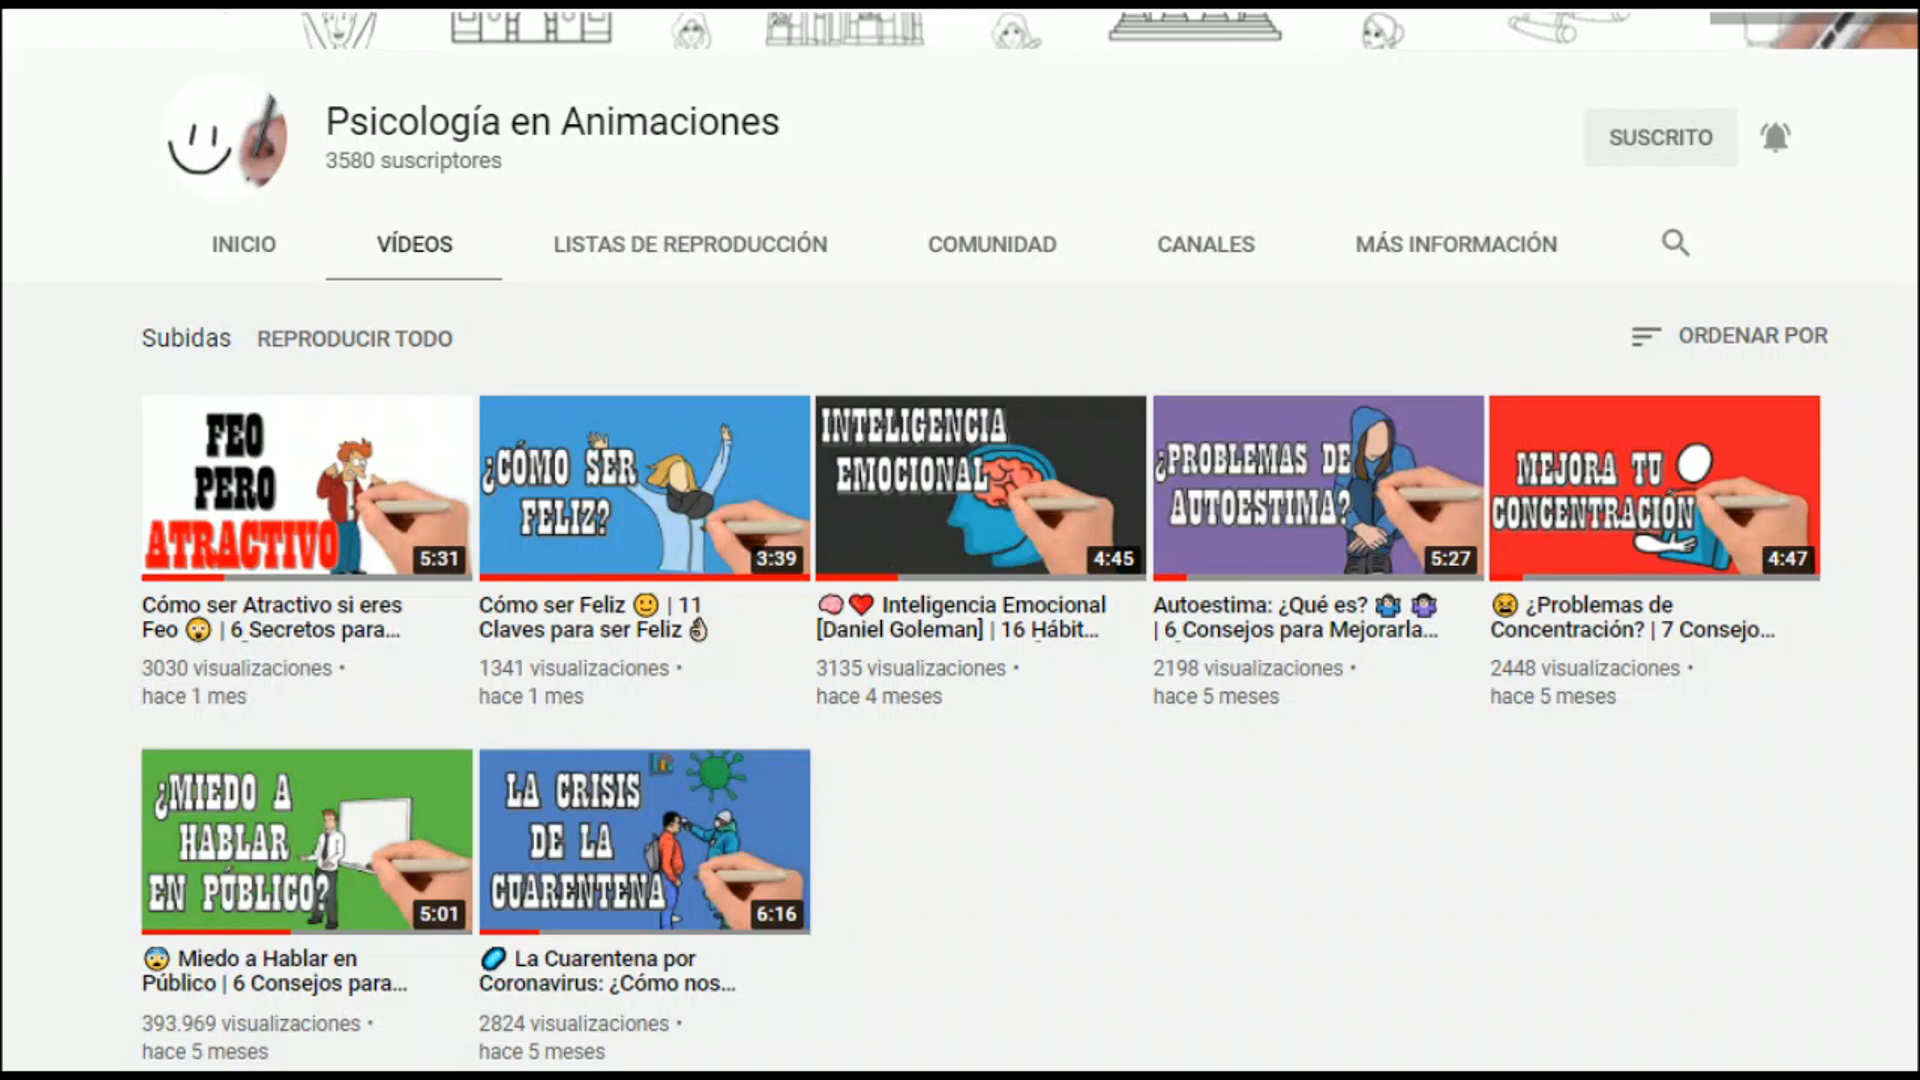 Psicología en Animaciones
3580 suscriptores
SUSCRITO
INICIO
VÍDEOS
LISTAS DE REPRODUCCIÓN
COMUNIDAD
CANALES
MÁS INFORMACIÓN
Subidas
REPRODUCIR TODO
ORDENAR POR
FEO
PERO
ATRACTIVO
5:31
Cómo ser Atractivo si eres
Feo 😮 | 6 Secretos para...
3030 visualizaciones •
hace 1 mes
¿CÓMO SER
FELIZ?
3:39
Cómo ser Feliz 🙂 | 11
Claves para ser Feliz 👌🏻
1341 visualizaciones •
hace 1 mes
INTELIGENCIA
EMOCIONAL
4:45
🧠❤️ Inteligencia Emocional
[Daniel Goleman] | 16 Hábit...
3135 visualizaciones •
hace 4 meses
¿PROBLEMAS DE
AUTOESTIMA?
5:27
Autoestima: ¿Qué es? 🤷‍♂️ 🤷‍♀️
| 6 Consejos para Mejorarla...
2198 visualizaciones •
hace 5 meses
MEJORA TU
CONCENTRACIÓN
4:47
😫 ¿Problemas de
Concentración? | 7 Consejo...
2448 visualizaciones •
hace 5 meses
¿MIEDO A
HABLAR
EN PÚBLICO?
5:01
😨 Miedo a Hablar en
Público | 6 Consejos para...
393.969 visualizaciones •
hace 5 meses
LA CRISIS
DE LA
CUARENTENA
6:16
🦠 La Cuarentena por
Coronavirus: ¿Cómo nos...
2824 visualizaciones •
hace 5 meses